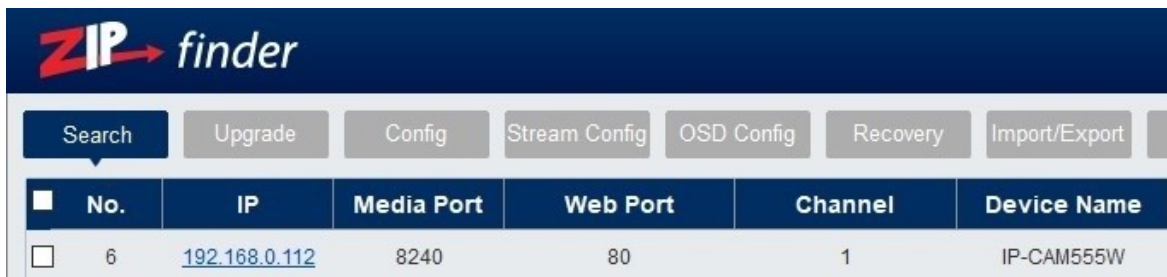 ZIP finder
Search Upgrade Config Stream Config OSD Config Recovery Import/Export
No. IP Media Port Web Port Channel Device Name
6 192.168.0.112 8240 80 1 IP-CAM555W